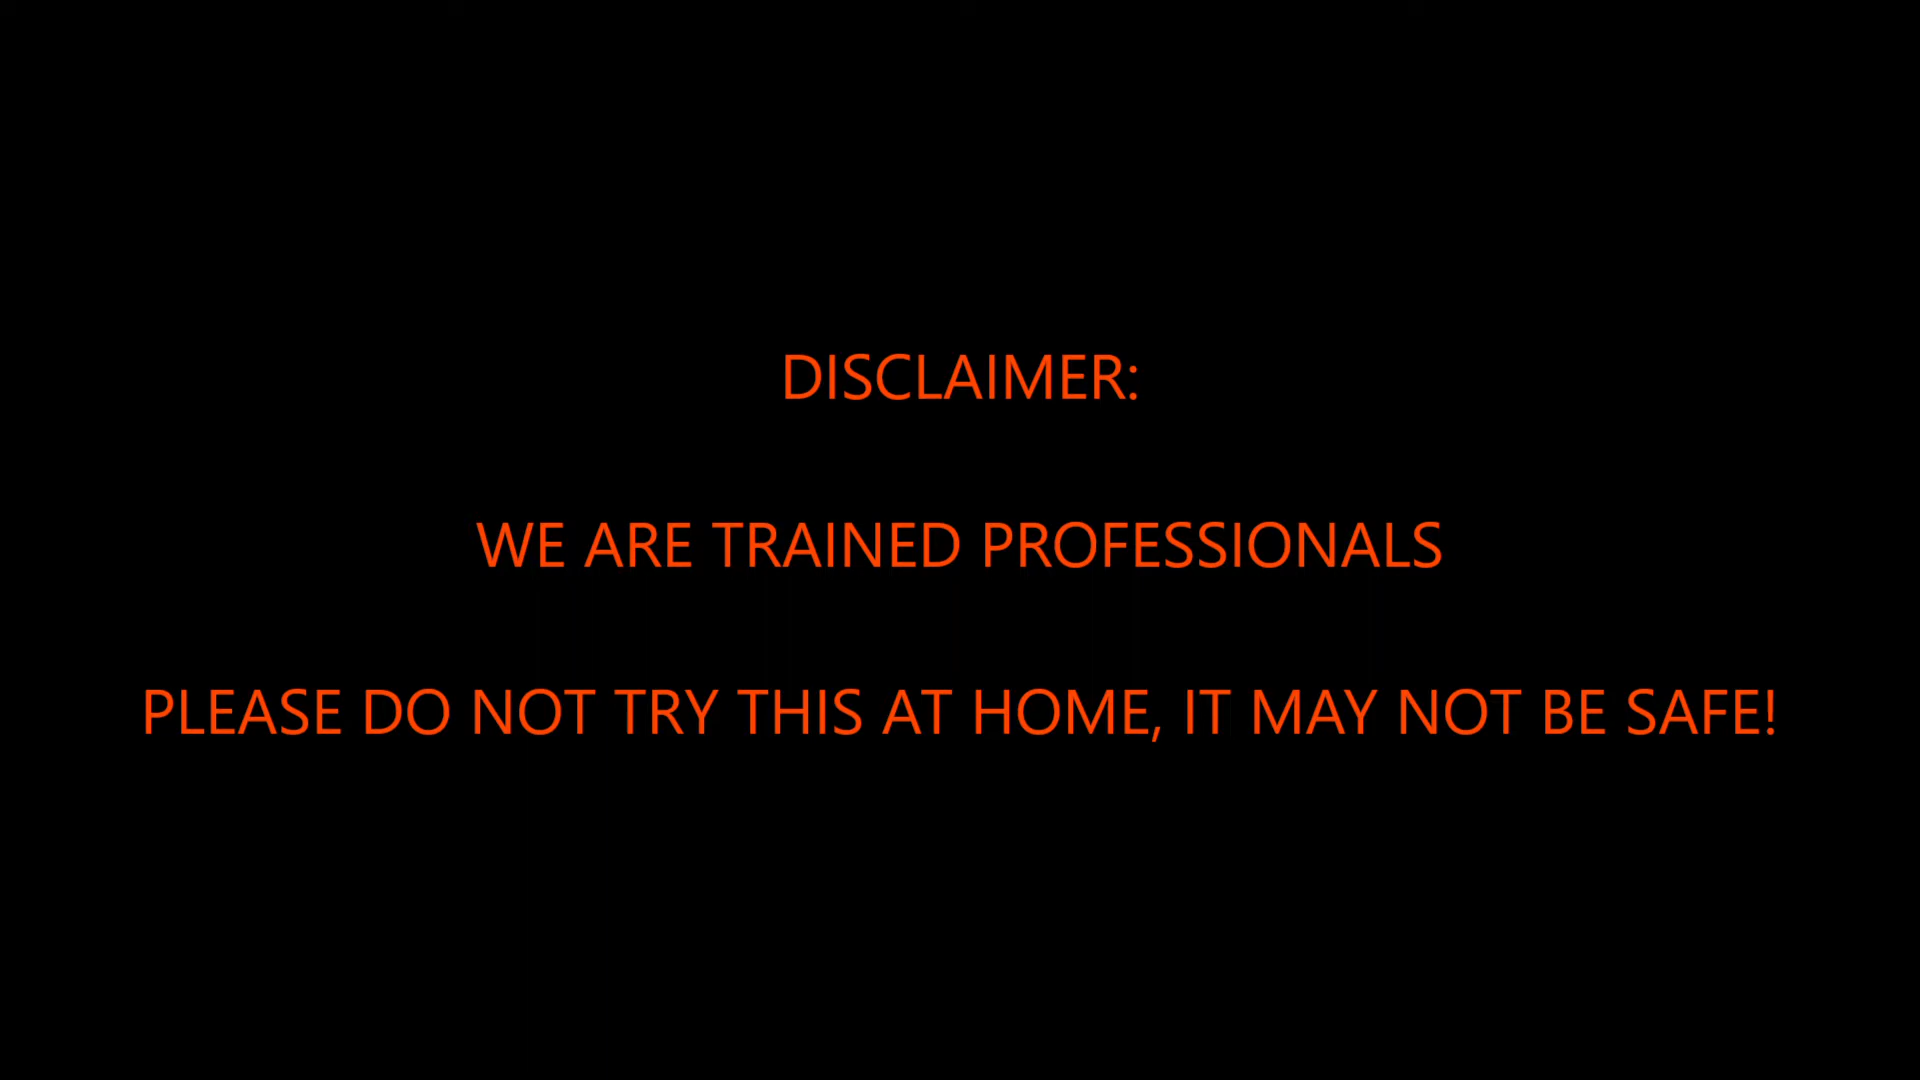 DISCLAIMER:
WE ARE TRAINED PROFESSIONALS
PLEASE DO NOT TRY THIS AT HOME, IT MAY NOT BE SAFE!